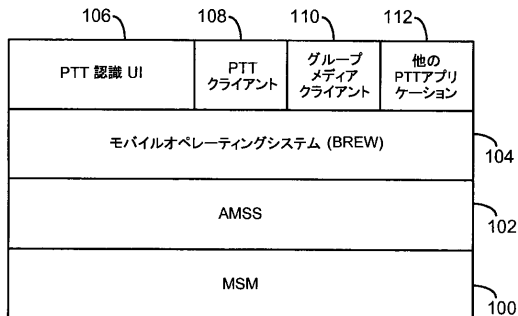 106
108
110
112
PTT 認識 UI
PTT
クライアント
グループ
メディア
クライアント
他の
PTTアプリ
ケーション
モバイルオペレーティングシステム (BREW)
104
AMSS
102
MSM
100